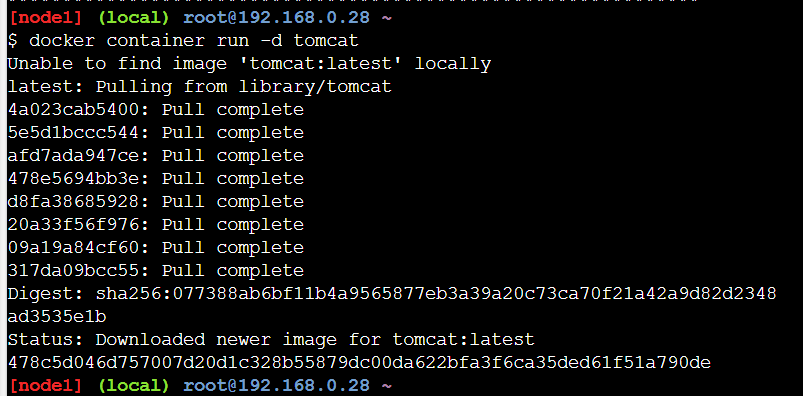 [node1] (local) root@192.168.0.28 ~
$ docker container run -d tomcat
Unable to find image 'tomcat:latest' locally
latest: Pulling from library/tomcat
4a023cab5400: Pull complete
5e5d1bccc544: Pull complete
afd7ada947ce: Pull complete
478e5694bb3e: Pull complete
d8fa38685928: Pull complete
20a33f56f976: Pull complete
09a19a84cf60: Pull complete
317da09bcc55: Pull complete
Digest: sha256:077388ab6bf11b4a9565877eb3a39a20c73ca70f21a42a9d82d2348
ad3535e1b
Status: Downloaded newer image for tomcat:latest
478c5d046d757007d20d1c328b55879dc00da622bfa3f6ca35ded61f51a790de
[node1] (local) root@192.168.0.28 ~